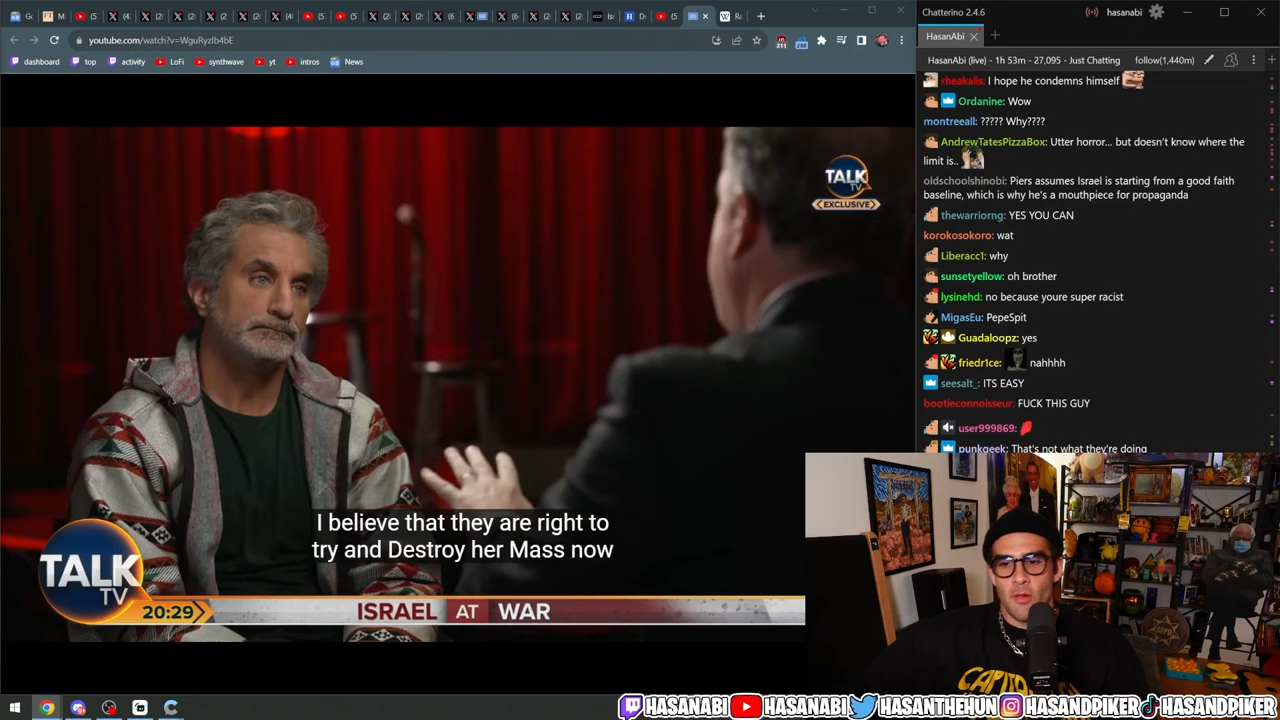 youtube.com/watch?v=WguRyzIb4bE
dashboard top activity LoFi synthwave yt intros News
TALK
TV
EXCLUSIVE
I believe that they are right to
try and Destroy her Mass now
TALK
TV
20:29
ISRAEL AT WAR
Chatterino 2.4.6
hasanabi
HasanAbi
HasanAbi (live) - 1h 53m - 27,095 - Just Chatting
follow(1,440m)
rheakalis: I hope he condemns himself
Ordanine: Wow
montreeall: ????? Why????
AndrewTatesPizzaBox: Utter horror... but doesn't know where the
limit is..
oldschoolshinobi: Piers assumes Israel is starting from a good faith
baseline, which is why he's a mouthpiece for propaganda
thewarriorng: YES YOU CAN
korokosokoro: wat
Liberacc1: why
sunsetyellow: oh brother
lysinehd: no because youre super racist
MigasEu: PepeSpit
Guadaloopz: yes
friedr1ce: nahhhh
seesalt_: ITS EASY
bootieconnoisseur: FUCK THIS GUY
user999869:
punkgeek: That's not what they're doing
HASANABI HASANABI HASANTHEHUN HASANDPIKER HASANDPIKER